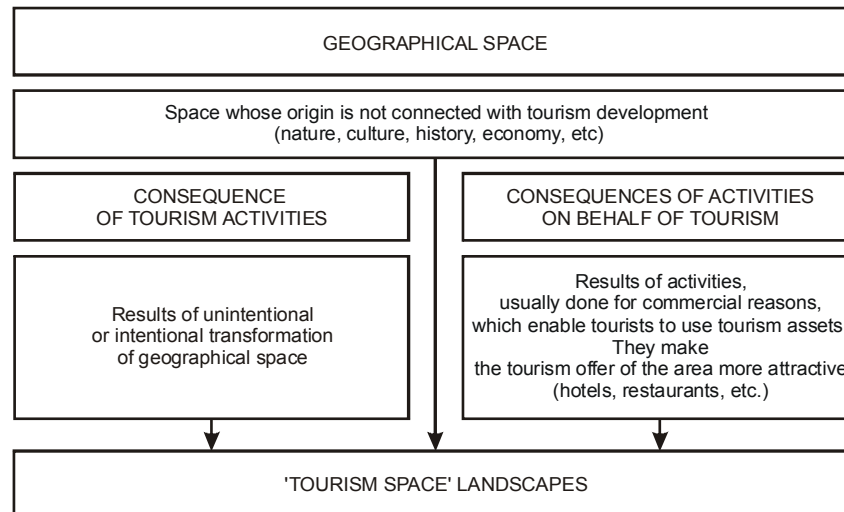 GEOGRAPHICAL SPACE
Space whose origin is not connected with tourism development
(nature, culture, history, economy, etc)
CONSEQUENCE
OF TOURISM ACTIVITIES
Results of unintentional
or intentional transformation
of geographical space
CONSEQUENCES OF ACTIVITIES
ON BEHALF OF TOURISM
Results of activities,
usually done for commercial reasons,
which enable tourists to use tourism assets
They make
the tourism offer of the area more attractive
(hotels, restaurants, etc.)
'TOURISM SPACE' LANDSCAPES